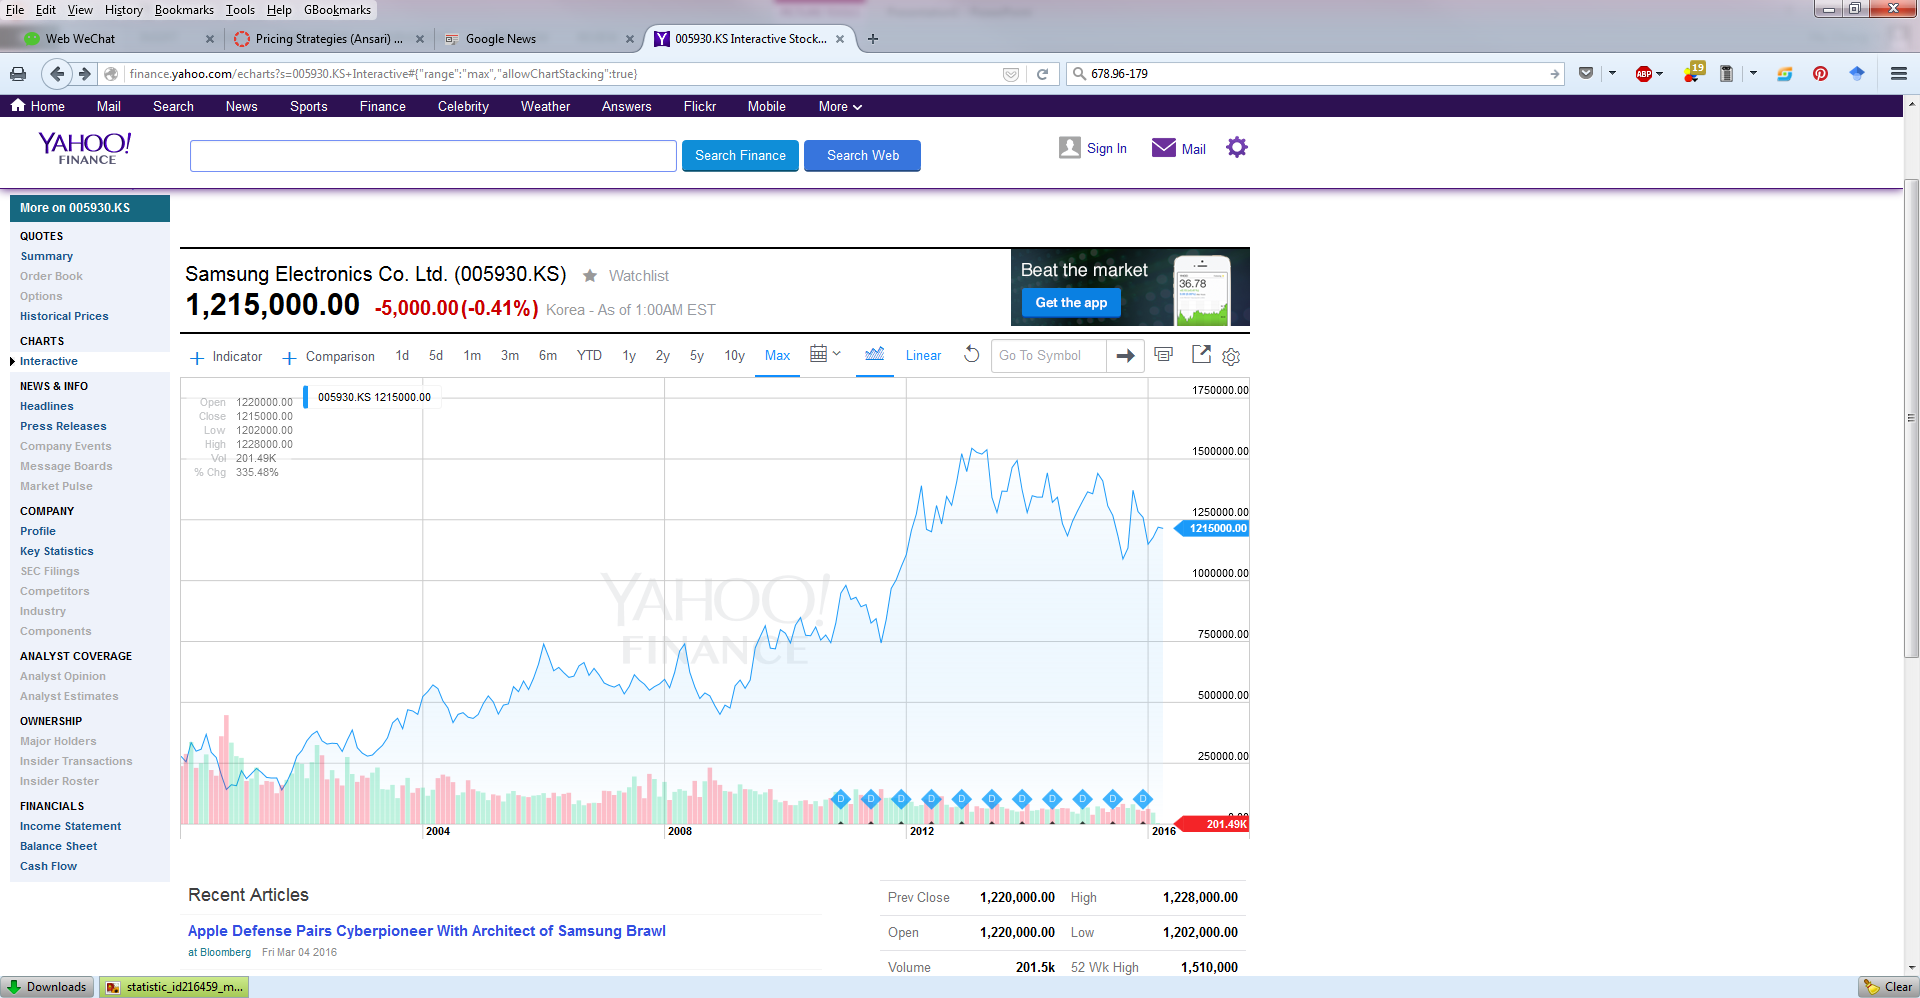 File Edit View History Bookmarks Tools Help GBookmarks
Web WeChat
Pricing Strategies (Ansari) ...
Google News
005930.KS Interactive Stock...
finance.yahoo.com/echarts?s=005930.KS+Interactive#{"range":"max","allowChartStacking":true}
678.96-179
ABP
19
Home Mail Search News Sports Finance Celebrity Weather Answers Flickr Mobile More
YAHOO!
FINANCE
Search Finance
Search Web
Sign In
Mail
More on 005930.KS
QUOTES
Summary
Order Book
Options
Historical Prices
CHARTS
Interactive
NEWS & INFO
Headlines
Press Releases
Company Events
Message Boards
Market Pulse
COMPANY
Profile
Key Statistics
SEC Filings
Competitors
Industry
Components
ANALYST COVERAGE
Analyst Opinion
Analyst Estimates
OWNERSHIP
Major Holders
Insider Transactions
Insider Roster
FINANCIALS
Income Statement
Balance Sheet
Cash Flow
Samsung Electronics Co. Ltd. (005930.KS) Watchlist
1,215,000.00 -5,000.00(-0.41%) Korea - As of 1:00AM EST
Beat the market
Get the app
36.78
Indicator Comparison 1d 5d 1m 3m 6m YTD 1y 2y 5y 10y Max Linear Go To Symbol
Open 1220000.00
Close 1215000.00
Low 1202000.00
High 1228000.00
Vol 201.49K
% Chg 335.48%
005930.KS 1215000.00
YAHOO!
FINANCE
1750000.00
1500000.00
1250000.00
1215000.00
1000000.00
750000.00
500000.00
250000.00
0.00
201.49K
D D D D D D D D D D D
2004 2008 2012 2016
Recent Articles
Apple Defense Pairs Cyberpioneer With Architect of Samsung Brawl
at Bloomberg Fri Mar 04 2016
Prev Close 1,220,000.00 High 1,228,000.00
Open 1,220,000.00 Low 1,202,000.00
Volume 201.5k 52 Wk High 1,510,000
Downloads
statistic_id216459_m...
Clear